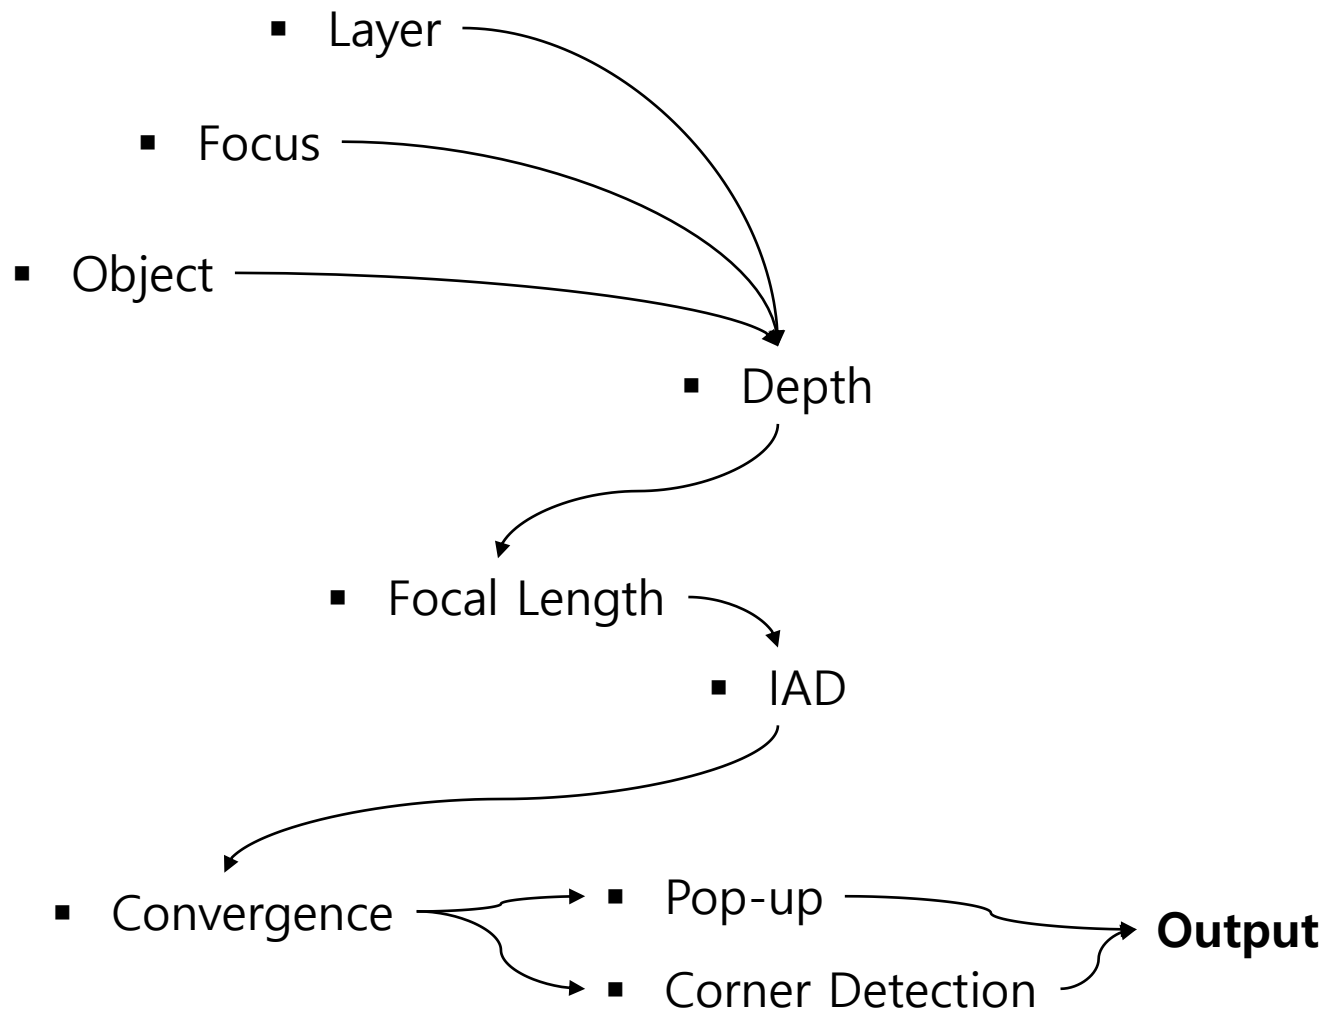 ▪ Layer
▪ Focus
▪ Object
▪ Depth
▪ Focal Length
▪ IAD
▪ Convergence
▪ Pop-up
Output
▪ Corner Detection